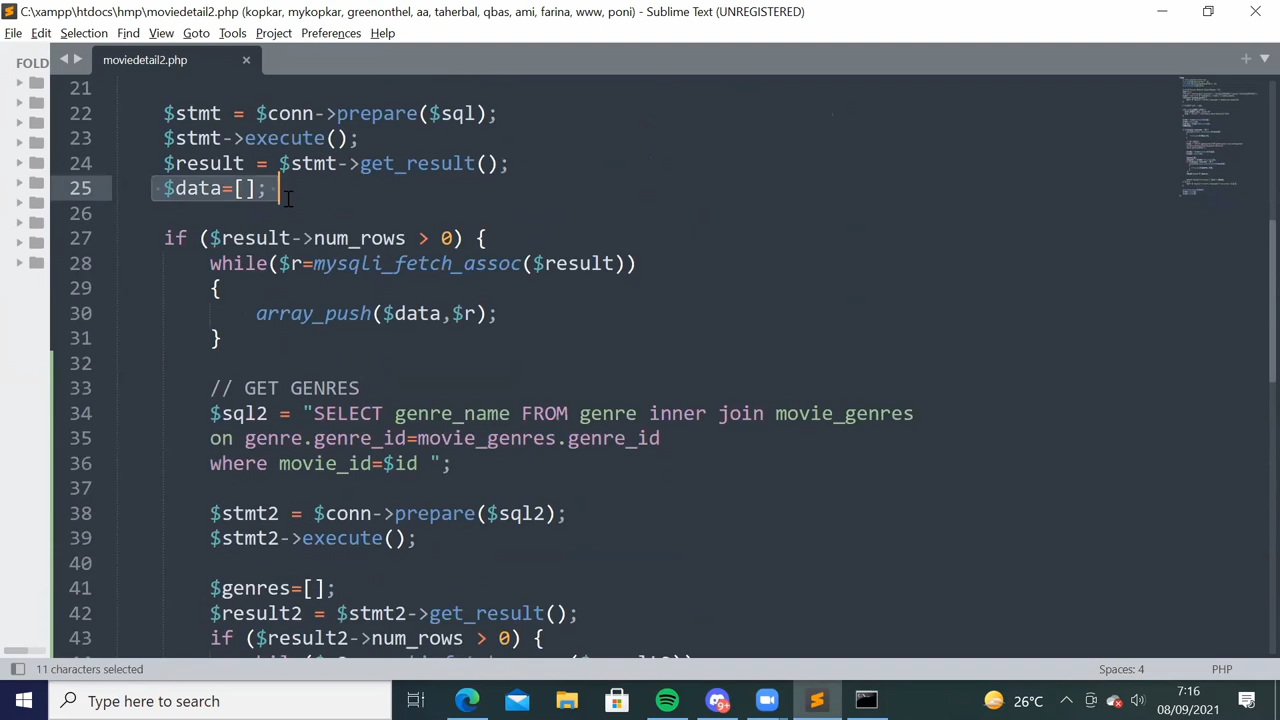 C:\xampp\htdocs\hmp\moviedetail2.php (kopkar, mykopkar, greenonthel, aa, taherbal, qbas, ami, farina, www, poni) - Sublime Text (UNREGISTERED)
File Edit Selection Find View Goto Tools Project Preferences Help
FOLD
moviedetail2.php
21
22 $stmt = $conn->prepare($sql);
23 $stmt->execute();
24 $result = $stmt->get_result();
25 $data=[];
26
27 if ($result->num_rows > 0) {
28 while($r=mysqli_fetch_assoc($result))
29 {
30 array_push($data,$r);
31 }
32
33 // GET GENRES
34 $sql2 = "SELECT genre_name FROM genre inner join movie_genres
35 on genre.genre_id=movie_genres.genre_id
36 where movie_id=$id ";
37
38 $stmt2 = $conn->prepare($sql2);
39 $stmt2->execute();
40
41 $genres=[];
42 $result2 = $stmt2->get_result();
43 if ($result2->num_rows > 0) {
11 characters selected
Spaces: 4
PHP
Type here to search
9+
26°C
7:16
08/09/2021